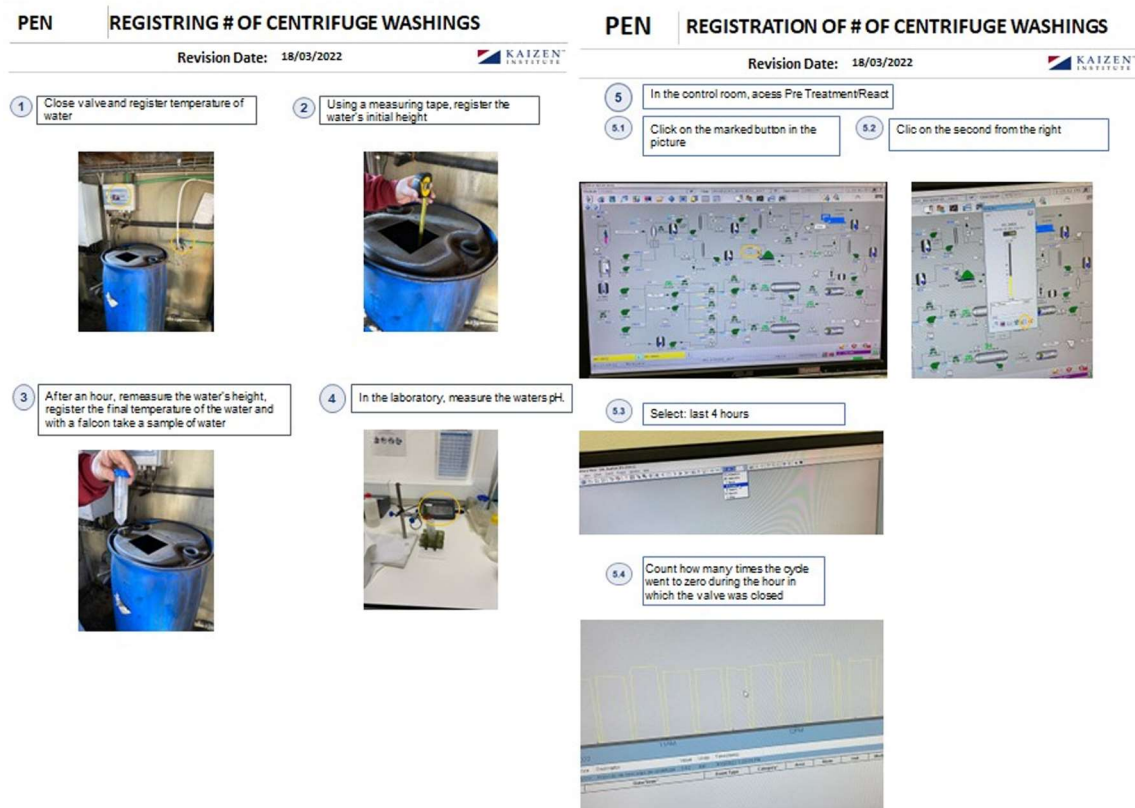 PEN
REGISTRING # OF CENTRIFUGE WASHINGS
Revision Date: 18/03/2022
KAIZEN™
INSTITUTE
1
Close valve and register temperature of
water
2
Using a measuring tape, register the
water's initial height
3
After an hour, remeasure the water's height,
register the final temperature of the water and
with a falcon take a sample of water
4
In the laboratory, measure the waters pH.
PEN
REGISTRATION OF # OF CENTRIFUGE WASHINGS
Revision Date: 18/03/2022
KAIZEN™
INSTITUTE
5
In the control room, acess Pre Treatment/React
5.1
Click on the marked button in the
picture
5.2
Clic on the second from the right
5.3
Select: last 4 hours
5.4
Count how many times the cycle
went to zero during the hour in
which the valve was closed